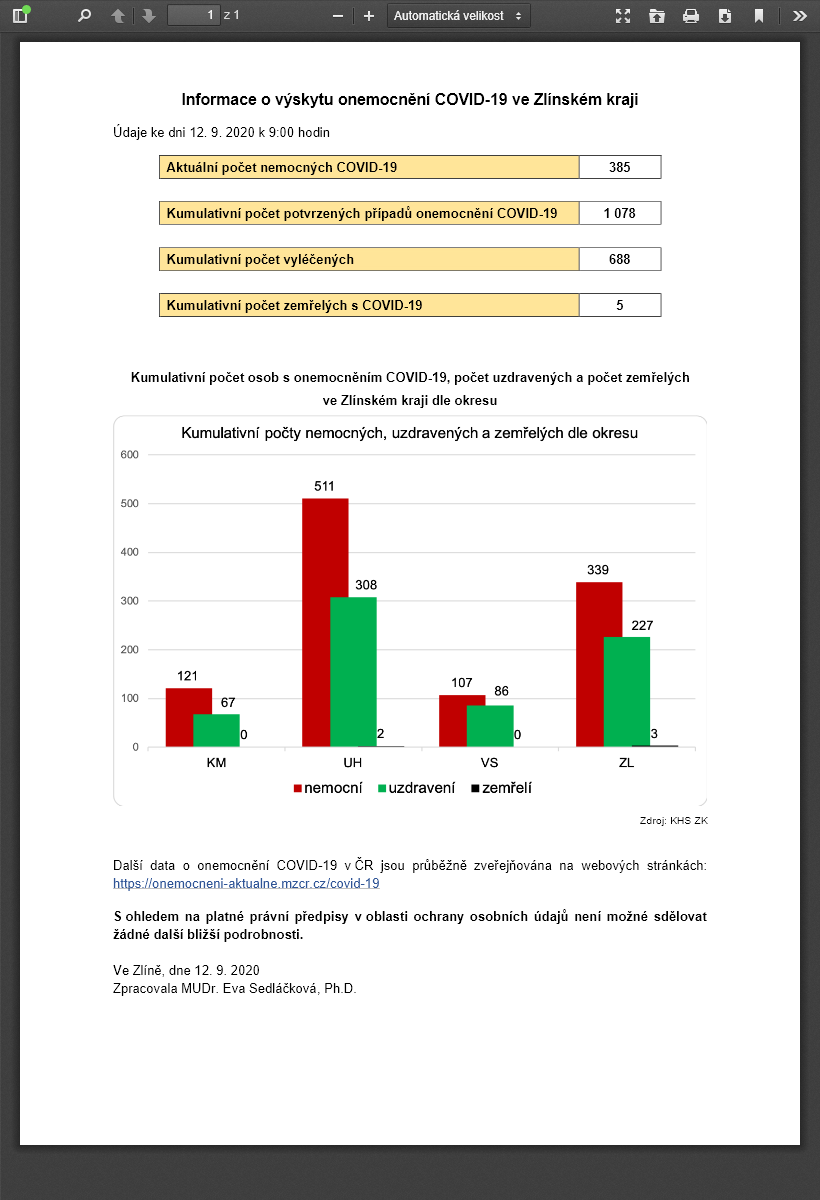 1 z 1
Automatická velikost
Informace o výskytu onemocnění COVID-19 ve Zlínském kraji
Údaje ke dni 12. 9. 2020 k 9:00 hodin
Aktuální počet nemocných COVID-19 385
Kumulativní počet potvrzených případů onemocnění COVID-19 1 078
Kumulativní počet vyléčených 688
Kumulativní počet zemřelých s COVID-19 5
Kumulativní počet osob s onemocněním COVID-19, počet uzdravených a počet zemřelých
ve Zlínském kraji dle okresu
Kumulativní počty nemocných, uzdravených a zemřelých dle okresu
600
500
400
300
200
100
0
121
67
0
511
308
2
107
86
0
339
227
3
KM UH VS ZL
nemocní uzdravení zemřelí
Zdroj: KHS ZK
Další data o onemocnění COVID-19 v ČR jsou průběžně zveřejňována na webových stránkách:
https://onemocneni-aktualne.mzcr.cz/covid-19
S ohledem na platné právní předpisy v oblasti ochrany osobních údajů není možné sdělovat
žádné další bližší podrobnosti.
Ve Zlíně, dne 12. 9. 2020
Zpracovala MUDr. Eva Sedláčková, Ph.D.